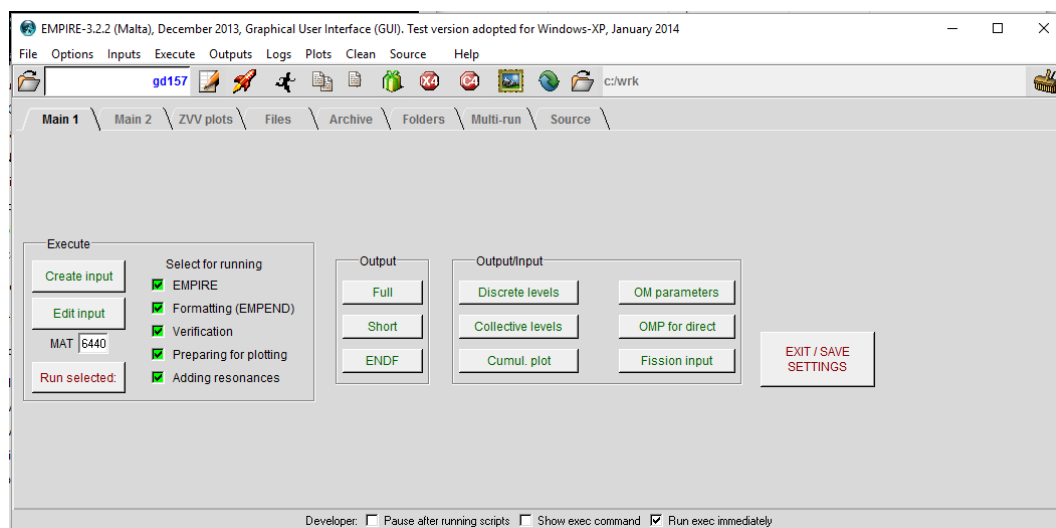 EMPIRE-3.2.2 (Malta), December 2013, Graphical User Interface (GUI). Test version adopted for Windows-XP, January 2014
File Options Inputs Execute Outputs Logs Plots Clean Source Help
gd157 X4 C4 c:/wrk
Main 1 Main 2 ZVV plots Files Archive Folders Multi-run Source
Execute
Create input
Edit input
MAT 6440
Run selected:
Select for running
EMPIRE
Formatting (EMPEND)
Verification
Preparing for plotting
Adding resonances
Output
Full
Short
ENDF
Output/Input
Discrete levels
Collective levels
Cumul. plot
OM parameters
OMP for direct
Fission input
EXIT / SAVE
SETTINGS
Developer: Pause after running scripts Show exec command Run exec immediately